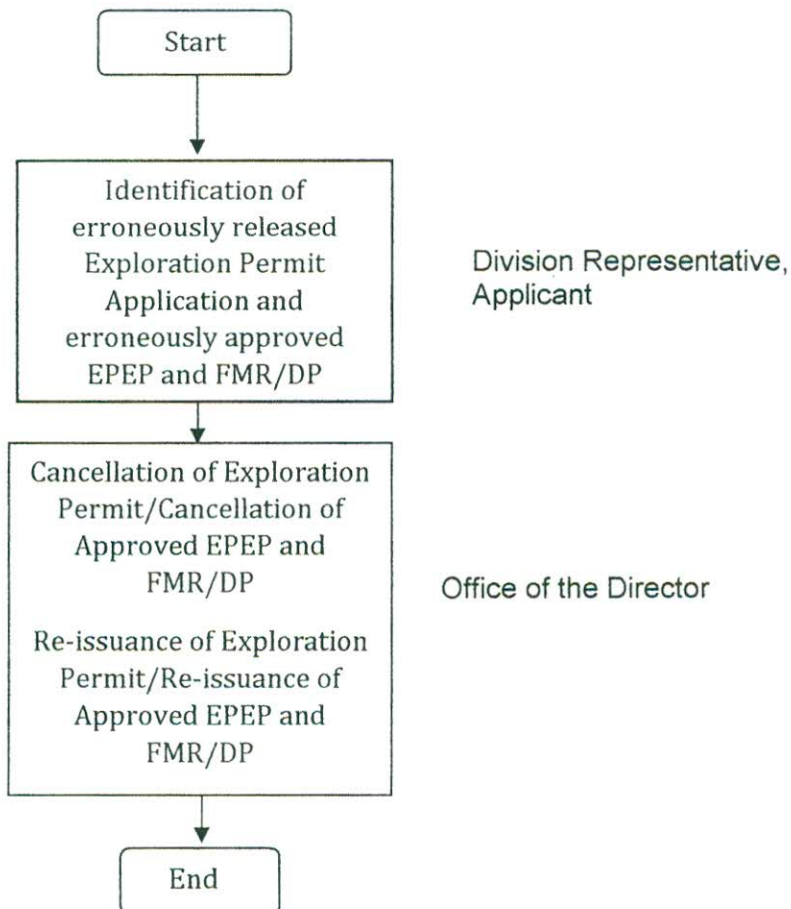 Start
Identification of
erroneously released
Exploration Permit
Application and
erroneously approved
EPEP and FMR/DP
Division Representative,
Applicant
Cancellation of Exploration
Permit/Cancellation of
Approved EPEP and
FMR/DP
Re-issuance of Exploration
Permit/Re-issuance of
Approved EPEP and
FMR/DP
Office of the Director
End